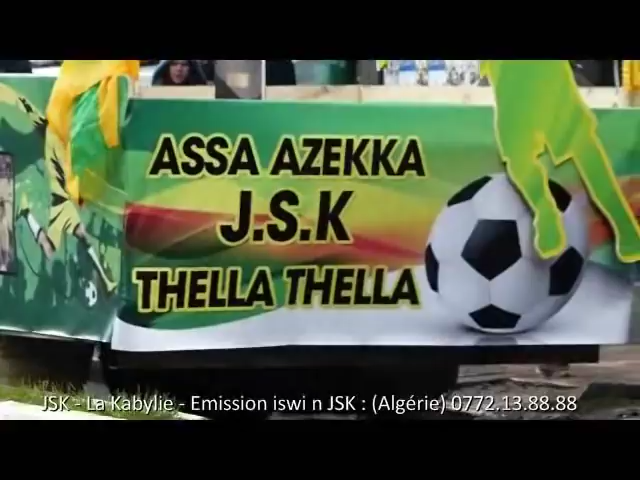 ASSA AZEKKA
J.S.K
THELLA THELLA
JSK - La Kabylie - Emission iswi n JSK : (Algérie) 0772.13.88.88